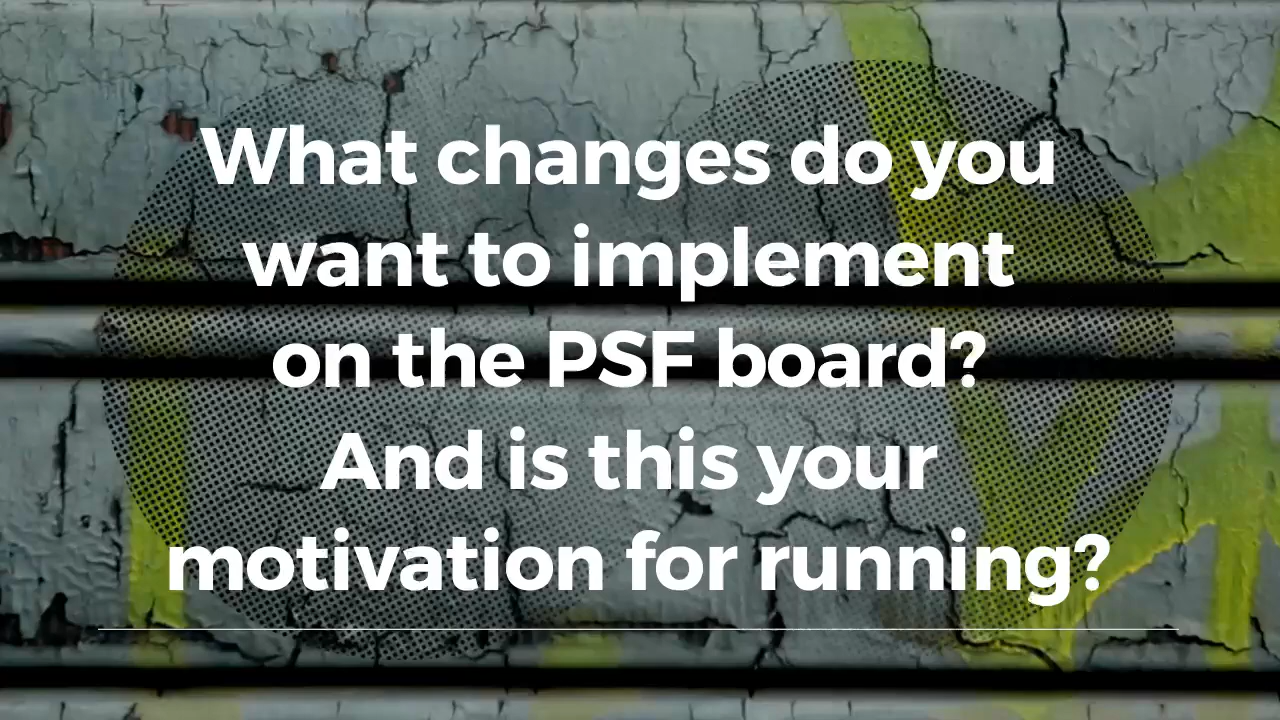 What changes do you
want to implement
on the PSF board?
And is this your
motivation for running?